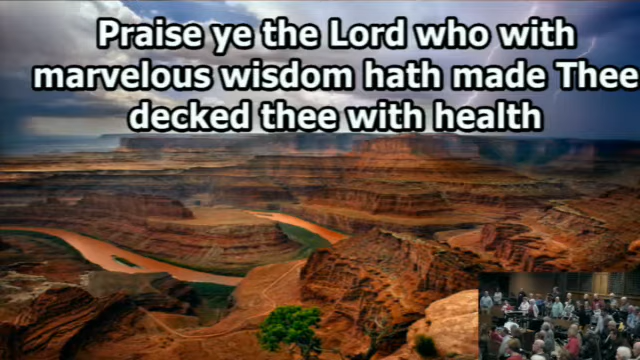 Praise ye the Lord who with
marvelous wisdom hath made Thee
decked thee with health